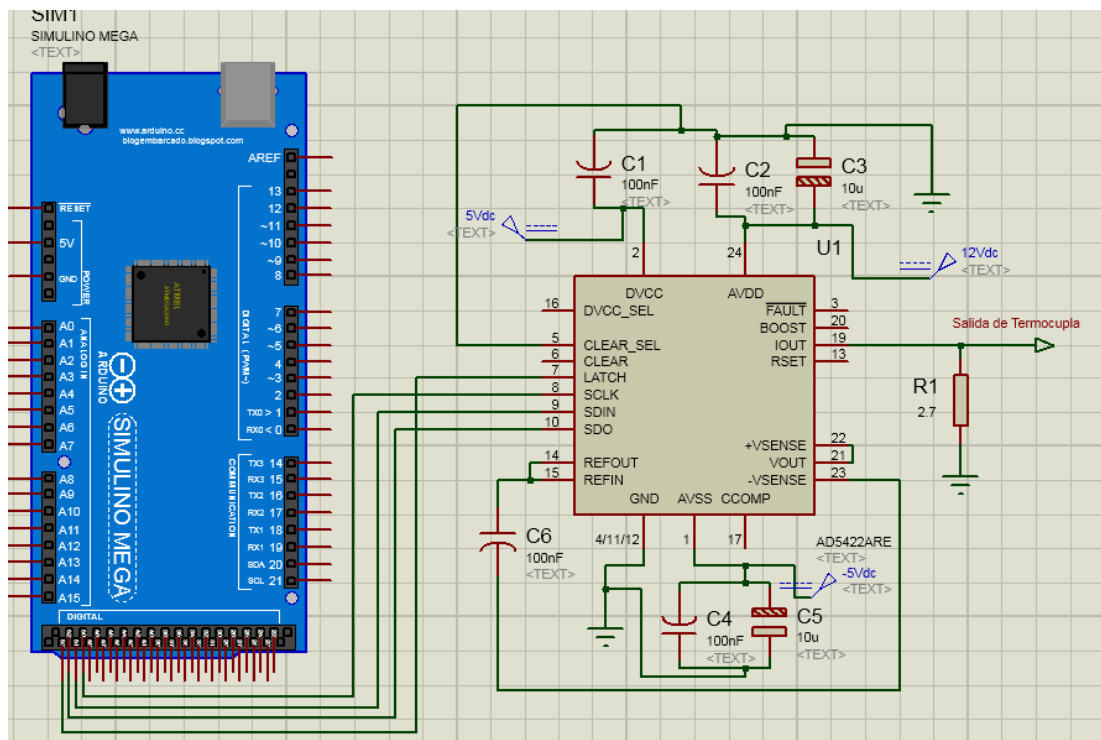 SIM1
SIMULINO MEGA
<TEXT>
www.arduino.cc
blogembarcado.blogspot.com
AREF
RESET
5V
GND
POWER
A0
A1
A2
A3
A4
A5
A6
A7
A8
A9
A10
A11
A12
A13
A14
A15
ANALOG IN
ARDUINO
SIMULINO MEGA
ATMEL
13
12
~11
~10
~9
8
7
~6
~5
4
~3
2
TX0 > 1
RX0 < 0
DIGITAL (PWM~)
TX3 14
RX3 15
TX2 16
RX2 17
TX1 18
RX1 19
SDA 20
SCL 21
COMMUNICATION
DIGITAL
C1
100nF
<TEXT>
C2
100nF
<TEXT>
C3
10u
<TEXT>
5Vdc
<TEXT>
12Vdc
<TEXT>
U1
2
24
DVCC
AVDD
16 DVCC_SEL
5 CLEAR_SEL
6 CLEAR
7 LATCH
8 SCLK
9 SDIN
10 SDO
14 REFOUT
15 REFIN
FAULT 3
BOOST 20
IOUT 19
RSET 13
+VSENSE 22
VOUT 21
-VSENSE 23
GND AVSS CCOMP
4/11/12 1 17
AD5422ARE
<TEXT>
Salida de Termocupla
R1
2.7
C6
100nF
<TEXT>
-5Vdc
<TEXT>
C4
100nF
<TEXT>
C5
10u
<TEXT>